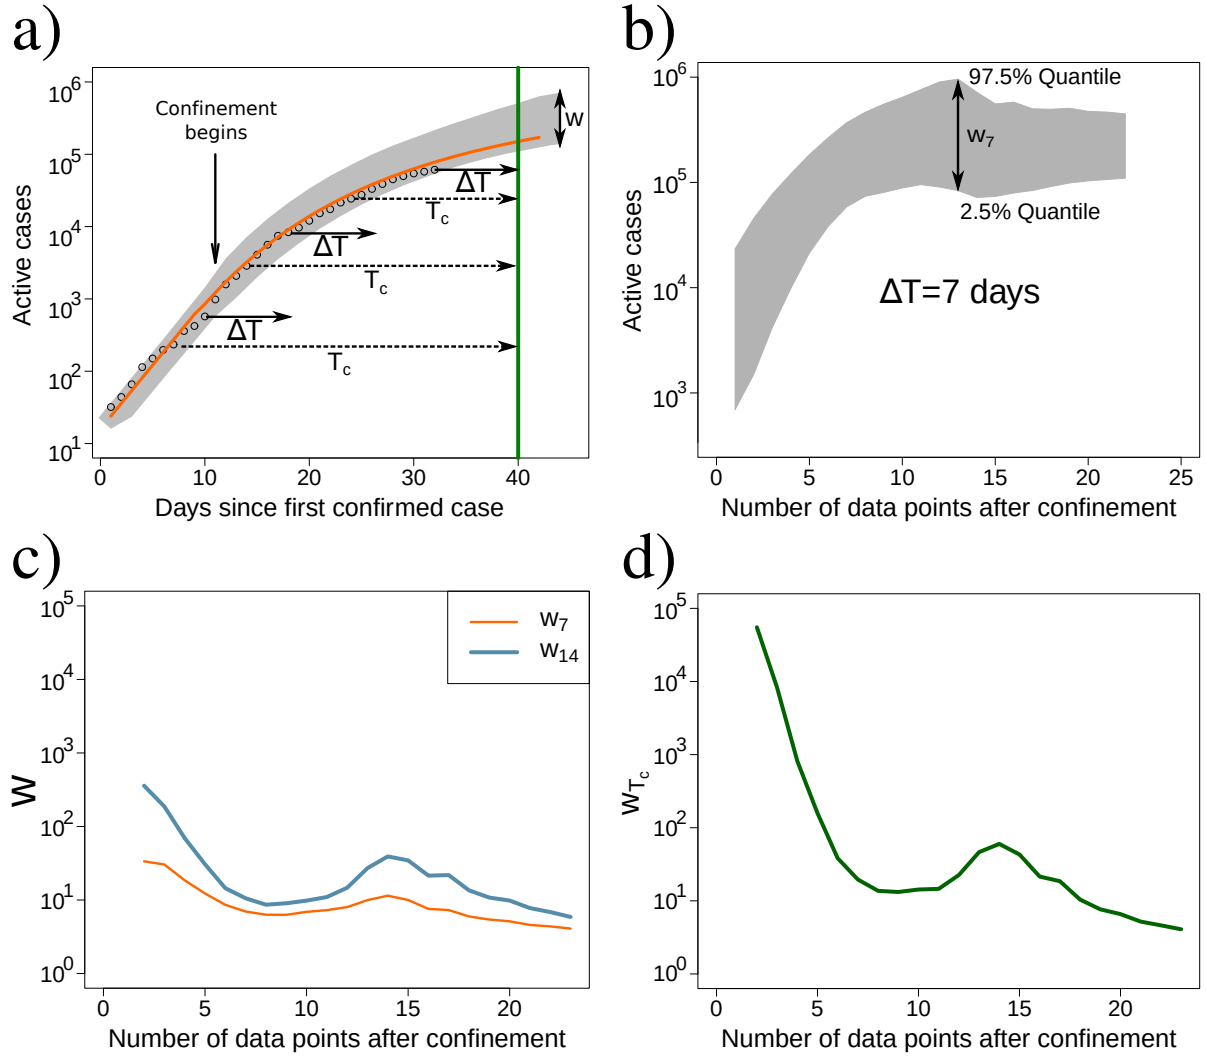 a)
10^6
10^5
10^4
10^3
10^2
10^1
Active cases
Confinement
begins
w
ΔT
T_c
ΔT
T_c
ΔT
T_c
0
10
20
30
40
Days since first confirmed case
b)
10^6
10^5
10^4
10^3
Active cases
97.5% Quantile
w_7
2.5% Quantile
ΔT=7 days
0
5
10
15
20
25
Number of data points after confinement
c)
10^5
10^4
10^3
10^2
10^1
10^0
W
w_7
w_14
0
5
10
15
20
Number of data points after confinement
d)
10^5
10^4
10^3
10^2
10^1
10^0
w_T_c
0
5
10
15
20
Number of data points after confinement